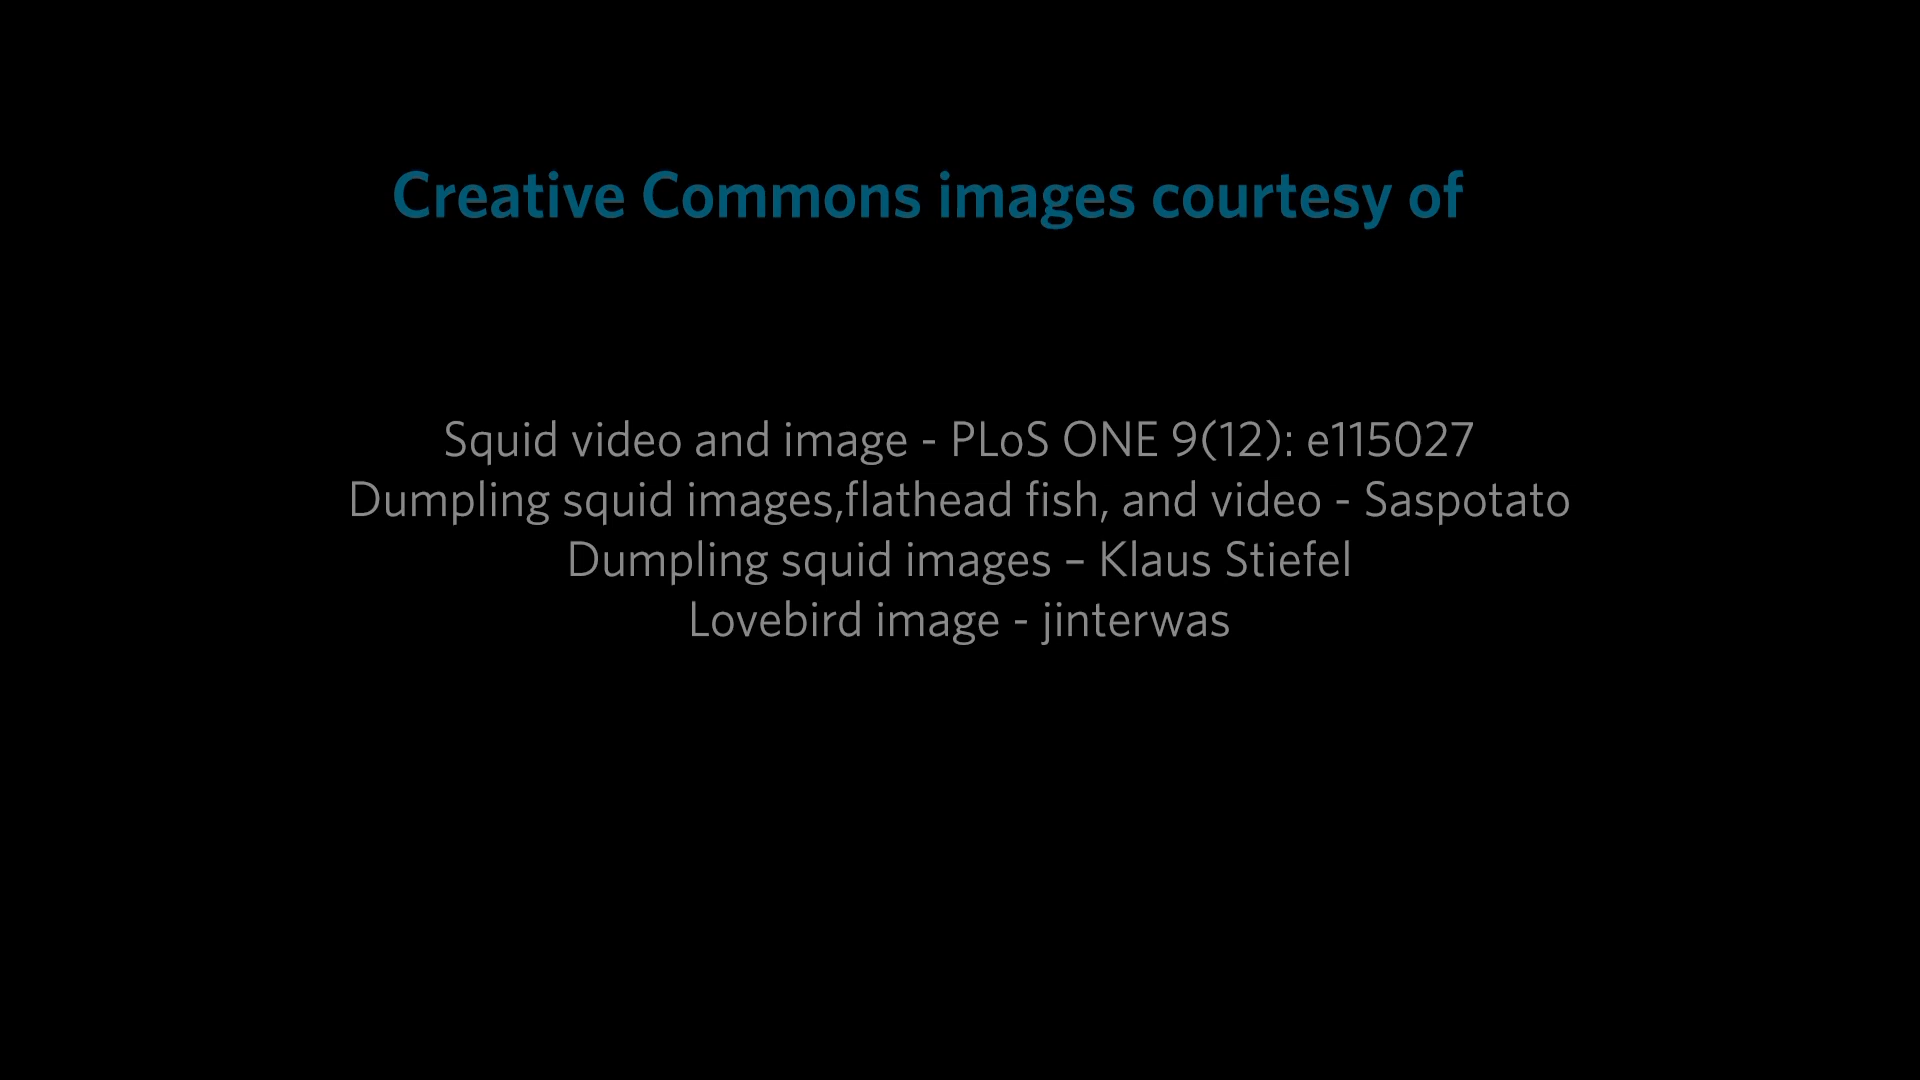 Creative Commons images courtesy of
Squid video and image - PLoS ONE 9(12): e115027
Dumpling squid images,flathead fish, and video - Saspotato
Dumpling squid images – Klaus Stiefel
Lovebird image - jinterwas